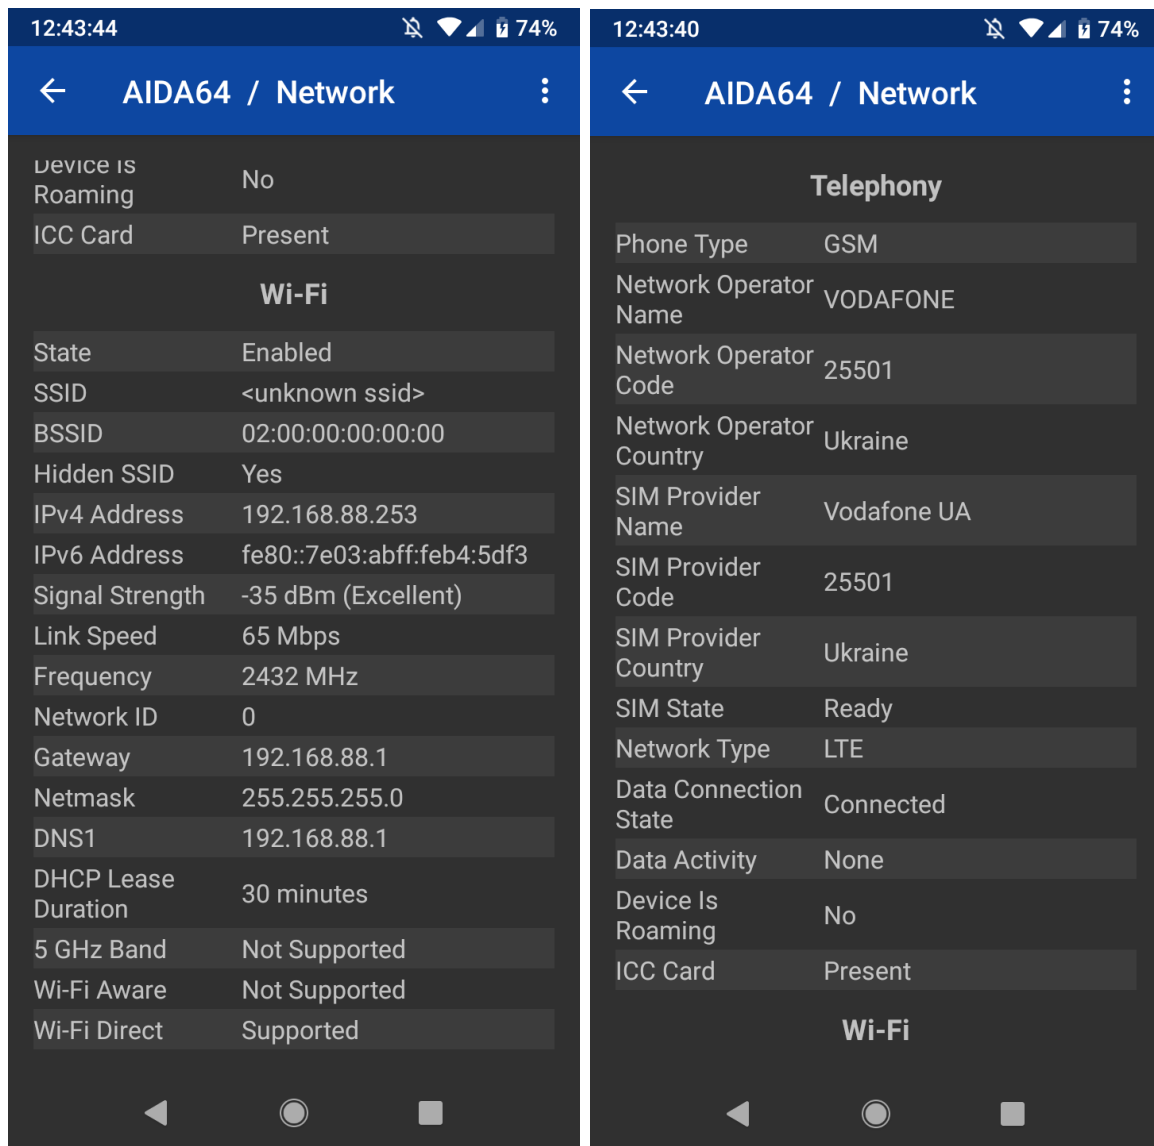 12:43:44
74%
AIDA64 / Network
Device Is
Roaming
No
ICC Card
Present
Wi-Fi
State
Enabled
SSID
<unknown ssid>
BSSID
02:00:00:00:00:00
Hidden SSID
Yes
IPv4 Address
192.168.88.253
IPv6 Address
fe80::7e03:abff:feb4:5df3
Signal Strength
-35 dBm (Excellent)
Link Speed
65 Mbps
Frequency
2432 MHz
Network ID
0
Gateway
192.168.88.1
Netmask
255.255.255.0
DNS1
192.168.88.1
DHCP Lease
Duration
30 minutes
5 GHz Band
Not Supported
Wi-Fi Aware
Not Supported
Wi-Fi Direct
Supported
12:43:40
74%
AIDA64 / Network
Telephony
Phone Type
GSM
Network Operator
Name
VODAFONE
Network Operator
Code
25501
Network Operator
Country
Ukraine
SIM Provider
Name
Vodafone UA
SIM Provider
Code
25501
SIM Provider
Country
Ukraine
SIM State
Ready
Network Type
LTE
Data Connection
State
Connected
Data Activity
None
Device Is
Roaming
No
ICC Card
Present
Wi-Fi